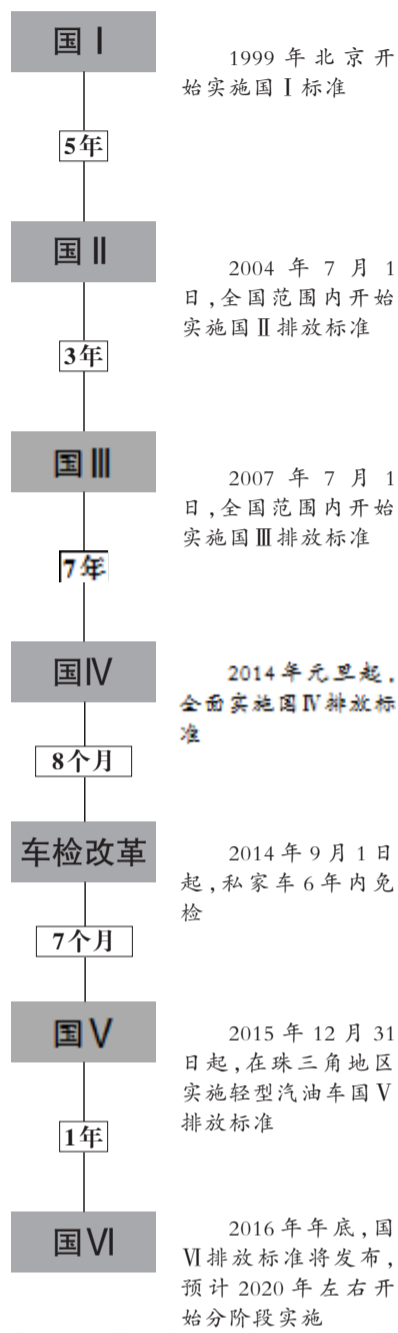 国Ⅰ
1999 年北京开
始实施国Ⅰ标准
5年
国Ⅱ
2004 年 7 月 1
日,全国范围内开始
实施国Ⅱ排放标准
3年
国Ⅲ
2007 年 7 月 1
日,全国范围内开始
实施国Ⅲ排放标准
7年
国Ⅳ
2014年元旦起,
全面实施国Ⅳ排放标
准
8个月
车检改革
2014 年 9 月 1 日
起,私家车 6 年内免
检
7个月
国Ⅴ
2015 年 12 月 31
日起,在珠三角地区
实施轻型汽油车国Ⅴ
排放标准
1年
国Ⅵ
2016 年年底,国
Ⅵ排放标准将发布,
预计 2020 年左右开
始分阶段实施